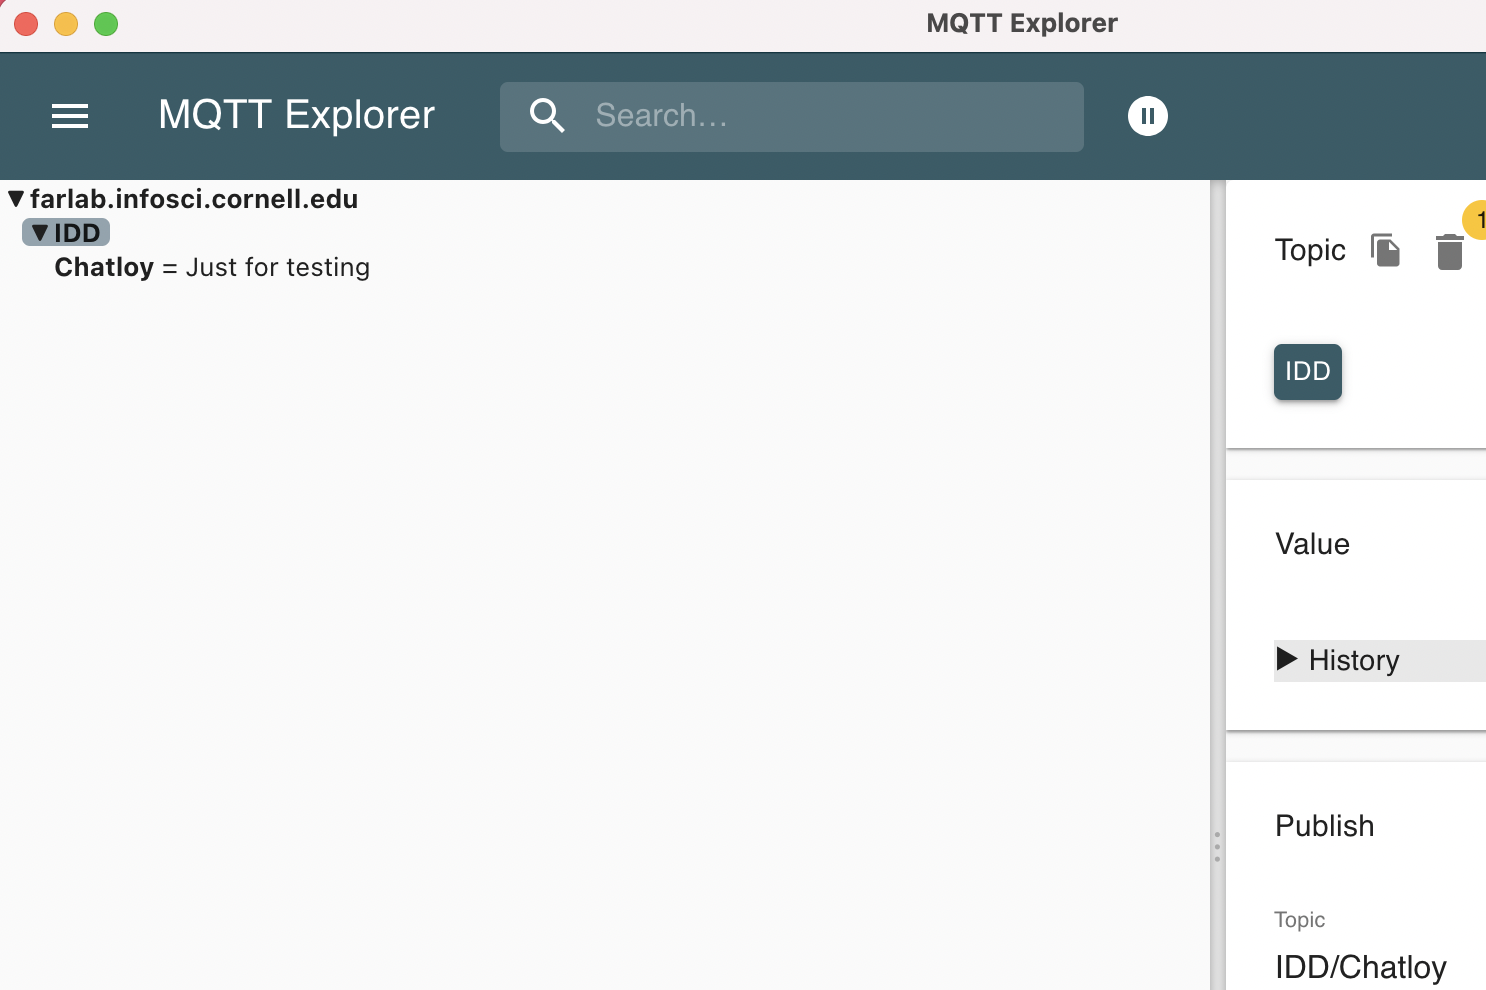 MQTT Explorer
MQTT Explorer
Search...
▼ farlab.infosci.cornell.edu
▼ IDD
Chatloy = Just for testing
Topic
1
IDD
Value
▶ History
Publish
Topic
IDD/Chatloy